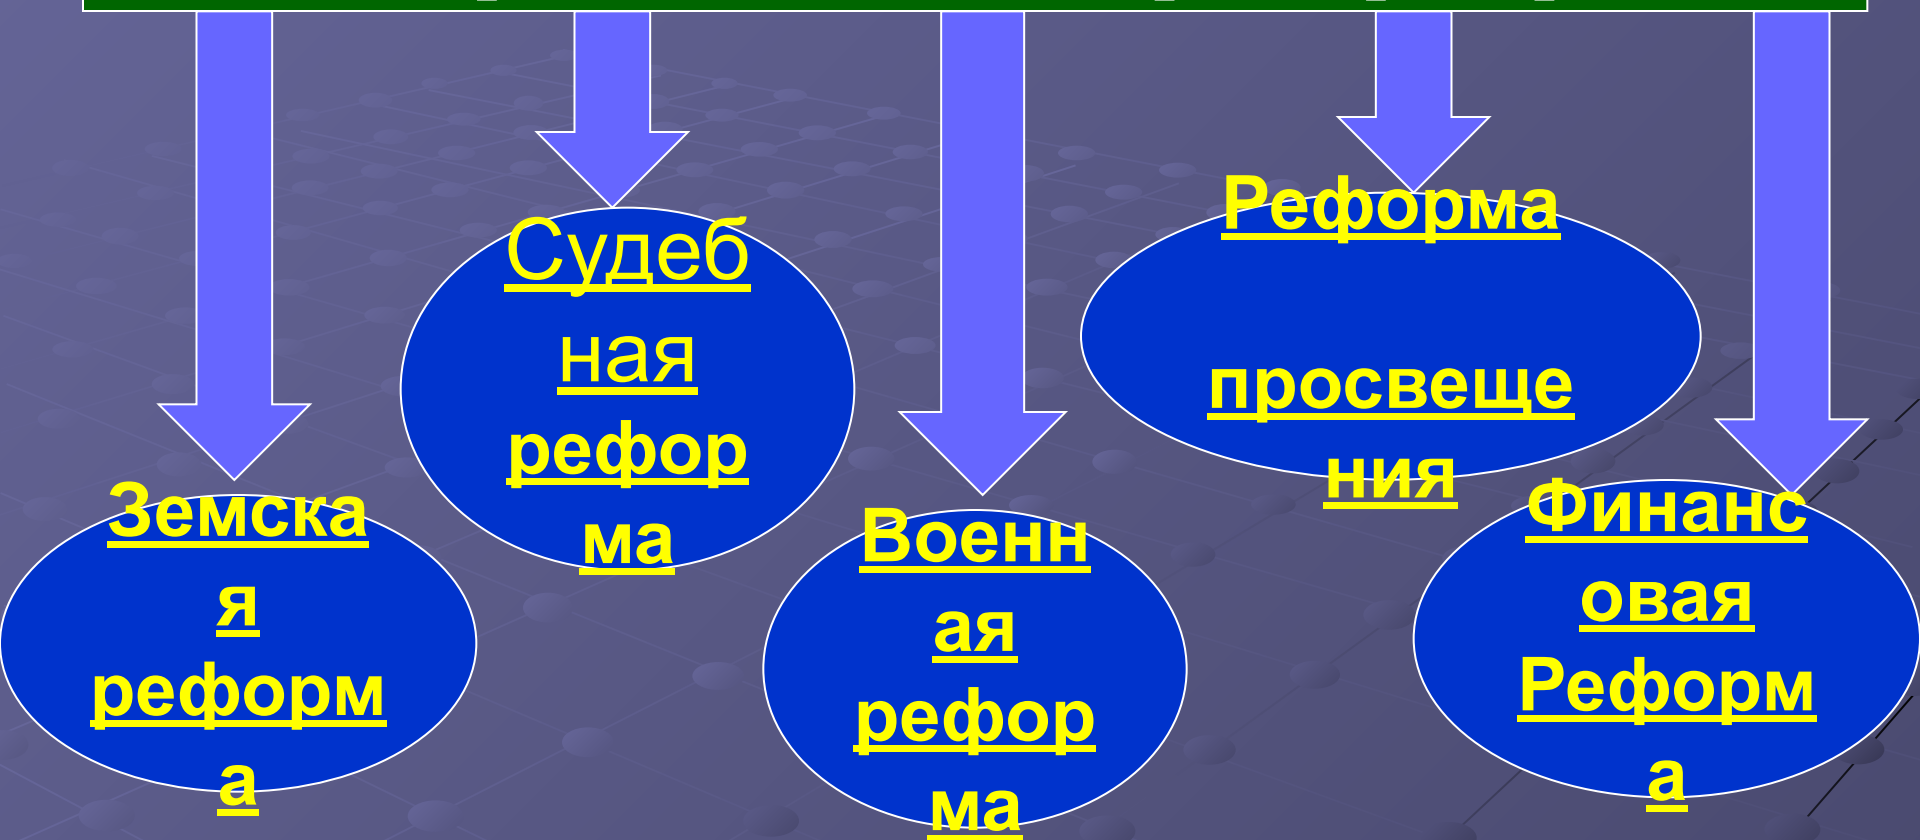 Земска
я
реформ
а
Судеб
ная
рефор
ма
Военн
ая
рефор
ма
Реформа
просвеще
ния
Финанс
овая
Реформ
а